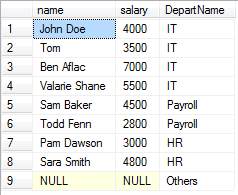 name salary DepartName
1 John Doe 4000 IT
2 Tom 3500 IT
3 Ben Aflac 7000 IT
4 Valarie Shane 5500 IT
5 Sam Baker 4500 Payroll
6 Todd Fenn 2800 Payroll
7 Pam Dawson 3000 HR
8 Sara Smith 4800 HR
9 NULL NULL Others